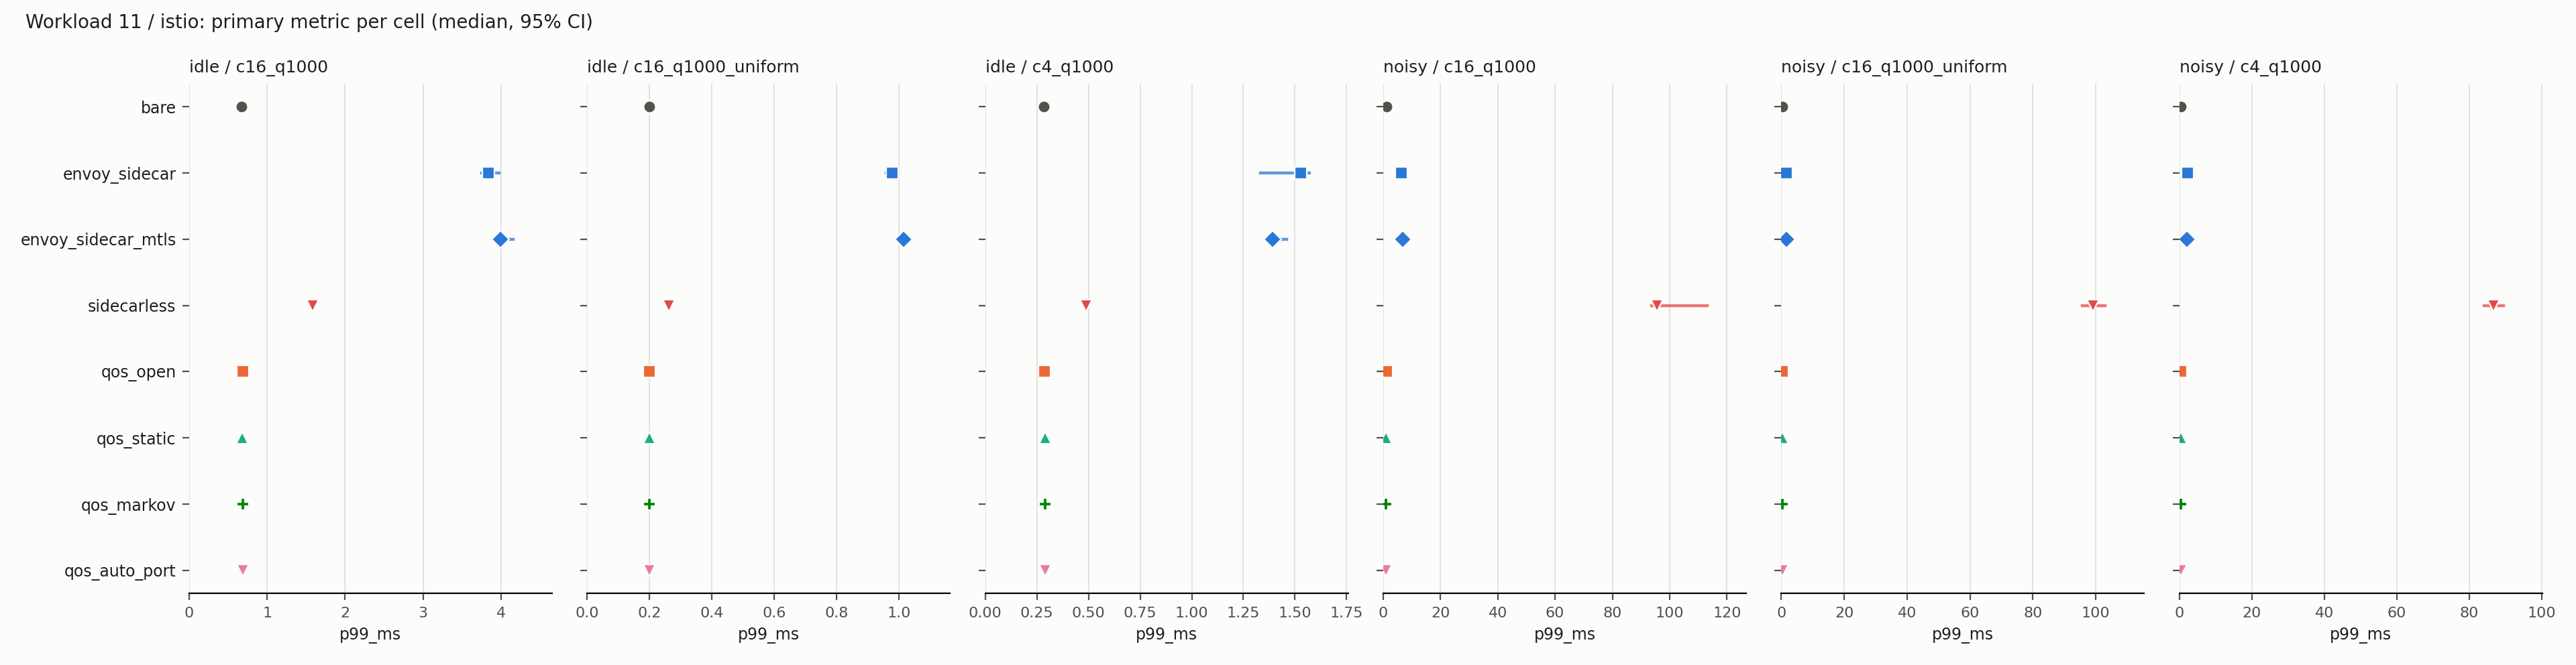 Workload 11 / istio: primary metric per cell (median, 95% CI)
idle / c16_q1000
idle / c16_q1000_uniform
idle / c4_q1000
noisy / c16_q1000
noisy / c16_q1000_uniform
noisy / c4_q1000
bare
envoy_sidecar
envoy_sidecar_mtls
sidecarless
qos_open
qos_static
qos_markov
qos_auto_port
0 1 2 3 4
0.0 0.2 0.4 0.6 0.8 1.0
0.00 0.25 0.50 0.75 1.00 1.25 1.50 1.75
0 20 40 60 80 100 120
0 20 40 60 80 100
0 20 40 60 80 100
p99_ms
p99_ms
p99_ms
p99_ms
p99_ms
p99_ms